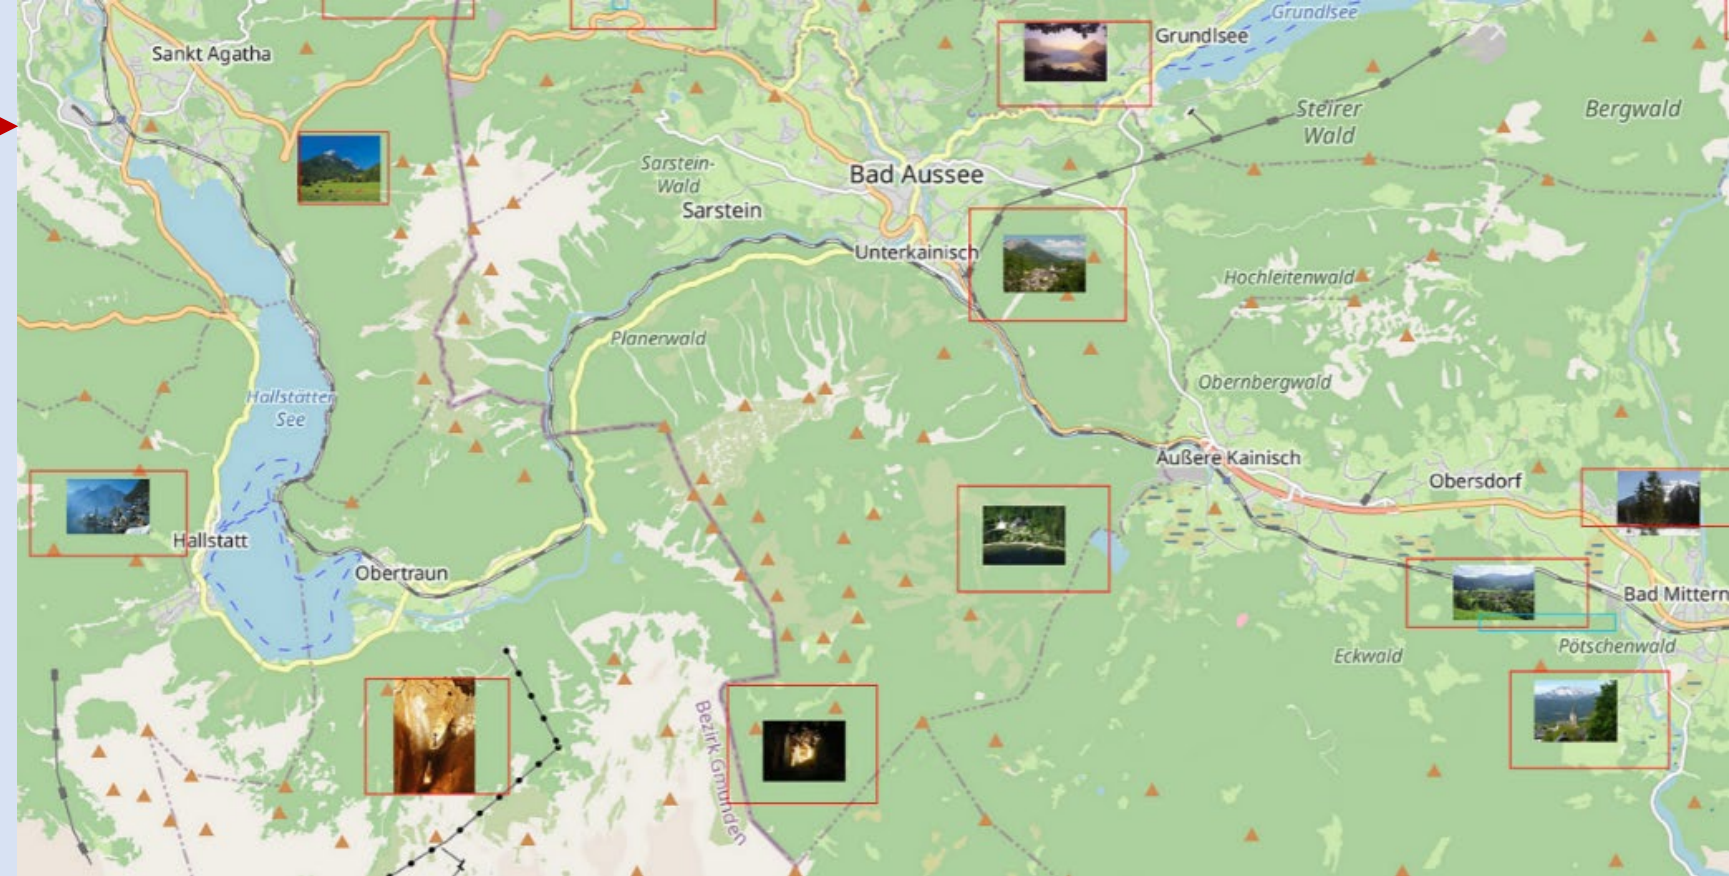 Grundlsee
Grundlsee
Sankt Agatha
Steirer
Wald
Bergwald
Sarstein-
Wald
Bad Aussee
Sarstein
Unterkainisch
Hochleitenwald
Planerwald
Obernbergwald
Hallstätter
See
Äußere Kainisch
Obersdorf
Hallstatt
Obertraun
Bad Mittern
Pötschenwald
Eckwald
Bezirk Gmunden